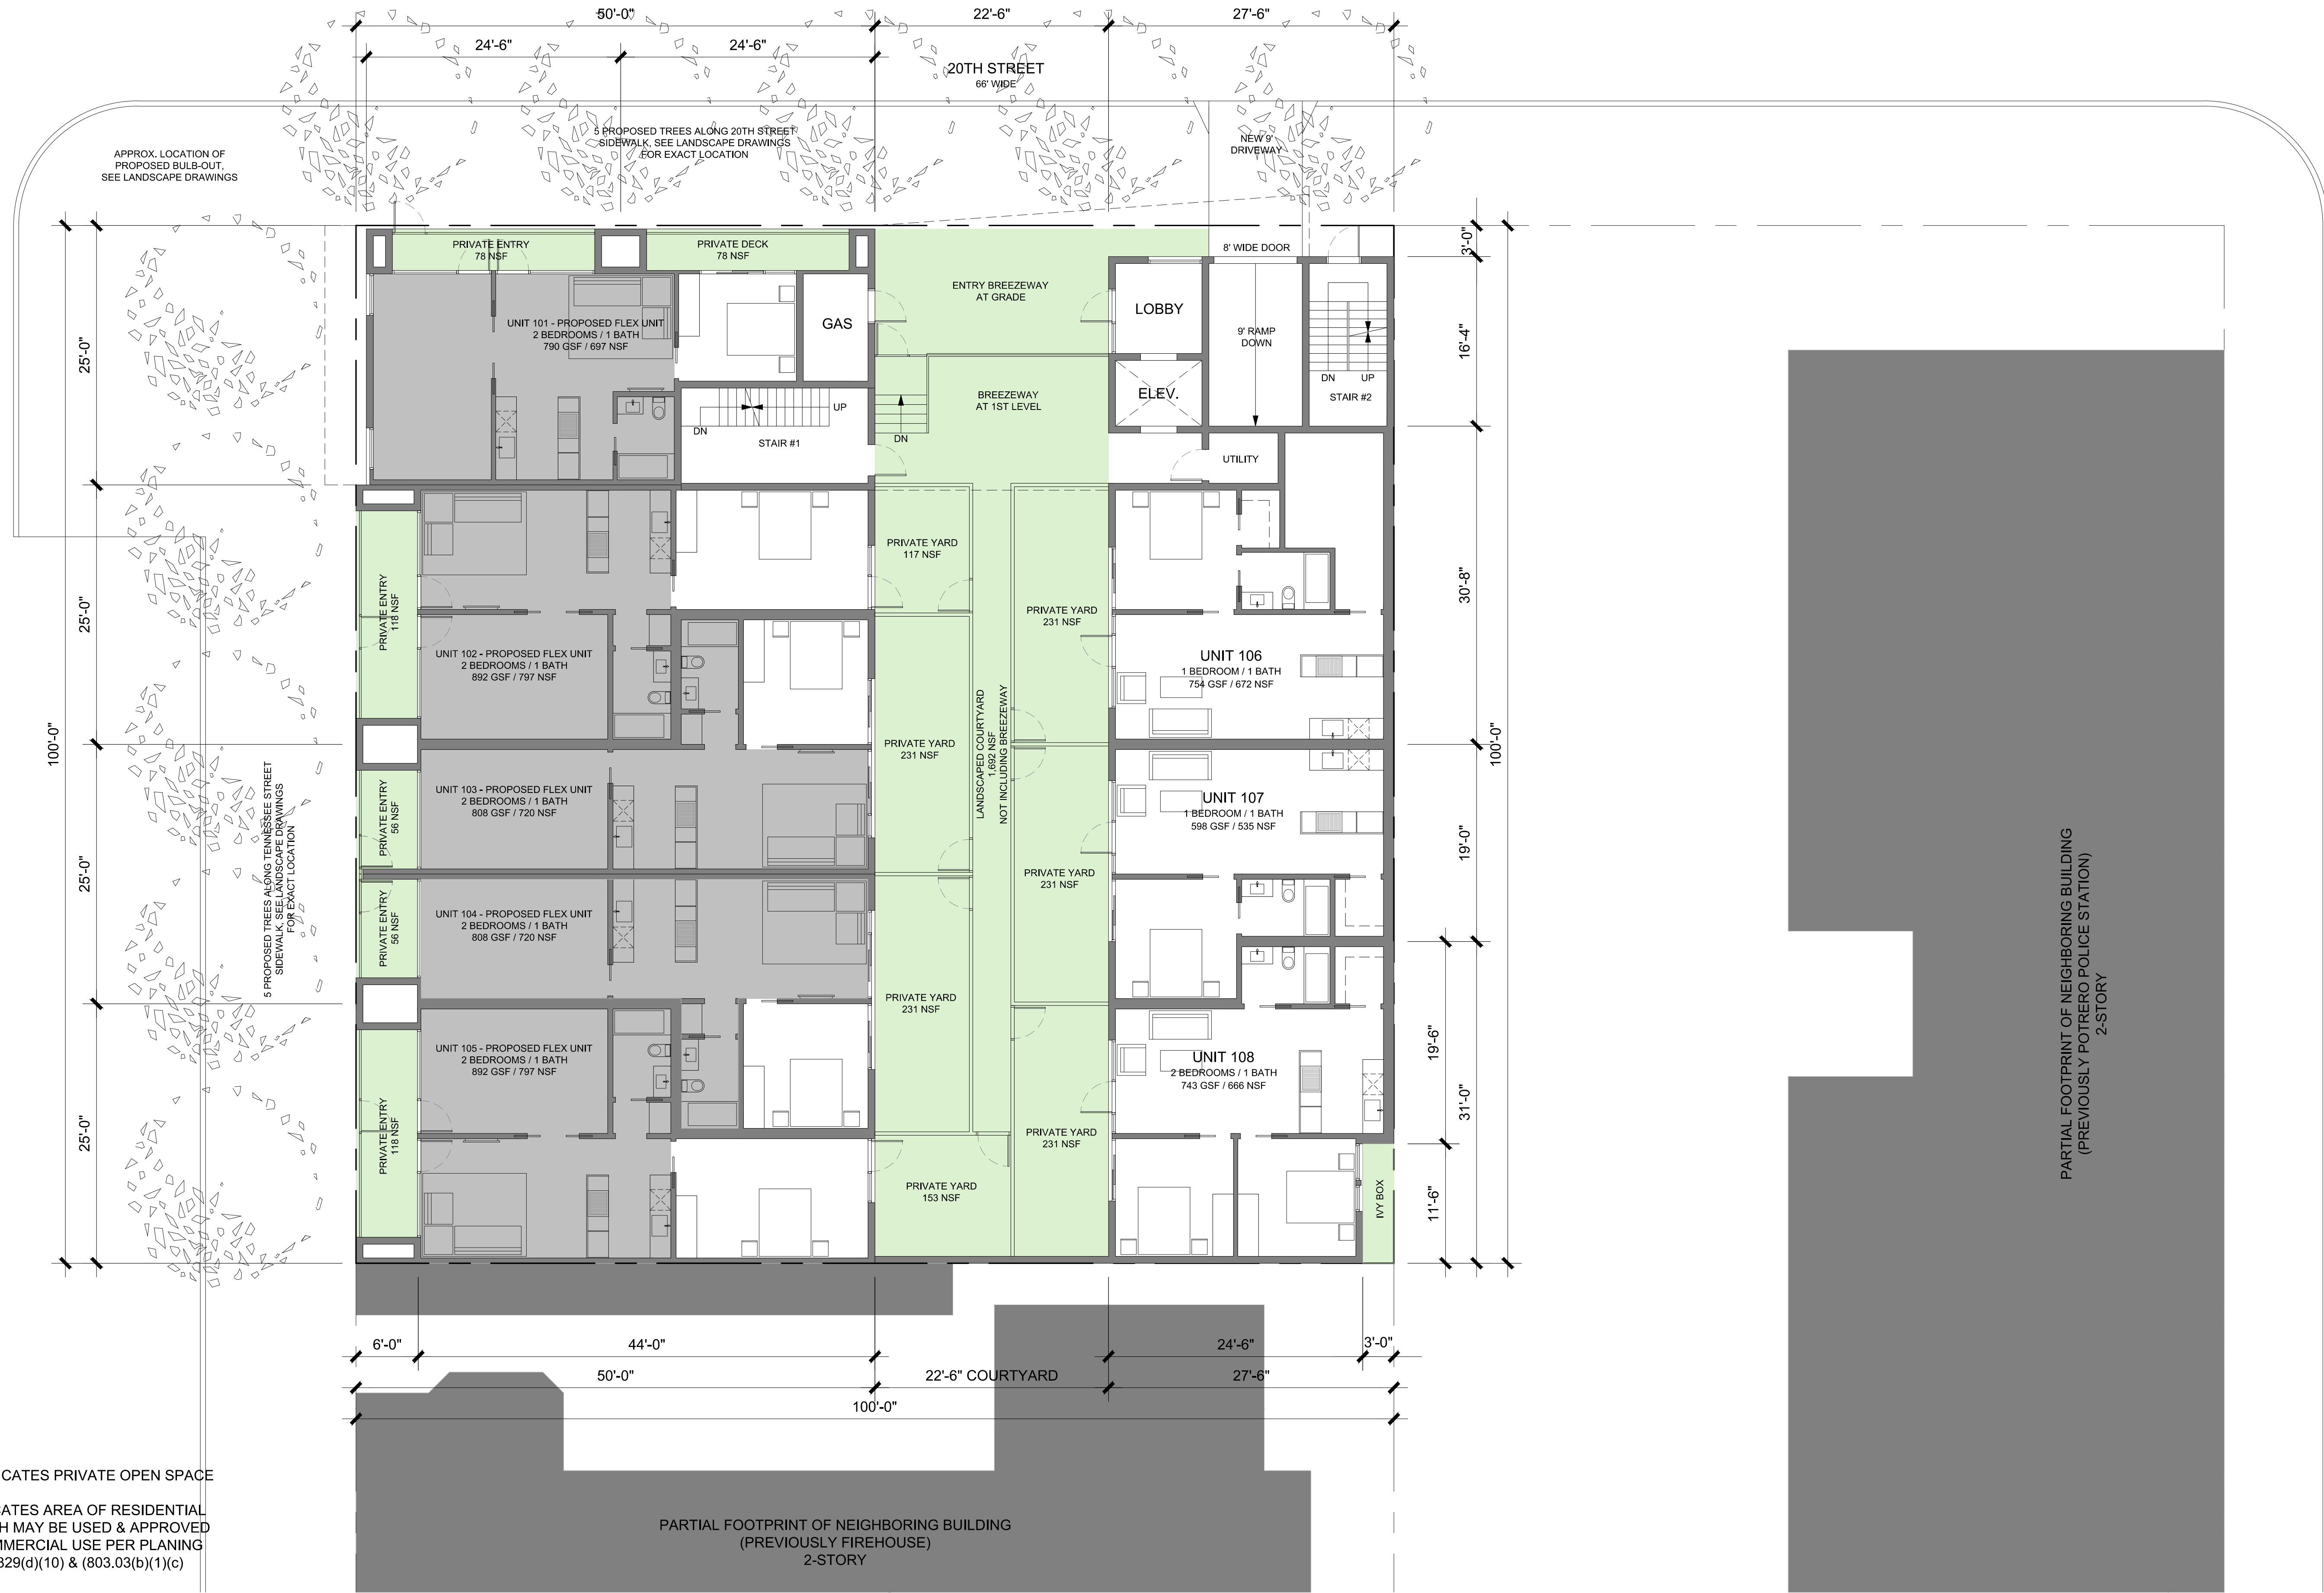 50'-0"
22'-6"
27'-6"
24'-6"
24'-6"
20TH STREET
66' WIDE
5 PROPOSED TREES ALONG 20TH STREET
SIDEWALK, SEE LANDSCAPE DRAWINGS
FOR EXACT LOCATION
NEW 9'
DRIVEWAY
APPROX. LOCATION OF
PROPOSED BULB-OUT,
SEE LANDSCAPE DRAWINGS
PRIVATE ENTRY
78 NSF
PRIVATE DECK
78 NSF
8' WIDE DOOR
3'-0"
ENTRY BREEZEWAY
AT GRADE
LOBBY
GAS
UNIT 101 - PROPOSED FLEX UNIT
2 BEDROOMS / 1 BATH
790 GSF / 697 NSF
9' RAMP
DOWN
16'-4"
25'-0"
DN
UP
STAIR #2
ELEV.
BREEZEWAY
AT 1ST LEVEL
UP
DN
STAIR #1
DN
UTILITY
PRIVATE YARD
117 NSF
25'-0"
PRIVATE ENTRY
118 NSF
PRIVATE YARD
231 NSF
30'-8"
UNIT 102 - PROPOSED FLEX UNIT
2 BEDROOMS / 1 BATH
892 GSF / 797 NSF
UNIT 106
1 BEDROOM / 1 BATH
754 GSF / 672 NSF
100'-0"
PRIVATE YARD
231 NSF
LANDSCAPED COURTYARD
1,692 NSF
NOT INCLUDING BREEZEWAY
100'-0"
UNIT 103 - PROPOSED FLEX UNIT
2 BEDROOMS / 1 BATH
808 GSF / 720 NSF
UNIT 107
1 BEDROOM / 1 BATH
598 GSF / 535 NSF
PRIVATE ENTRY
56 NSF
5 PROPOSED TREES ALONG TENNESSEE STREET
SIDEWALK, SEE LANDSCAPE DRAWINGS
FOR EXACT LOCATION
25'-0"
19'-0"
PRIVATE YARD
231 NSF
PRIVATE ENTRY
56 NSF
UNIT 104 - PROPOSED FLEX UNIT
2 BEDROOMS / 1 BATH
808 GSF / 720 NSF
PARTIAL FOOTPRINT OF NEIGHBORING BUILDING
(PREVIOUSLY POTRERO POLICE STATION)
2-STORY
PRIVATE YARD
231 NSF
19'-6"
UNIT 105 - PROPOSED FLEX UNIT
2 BEDROOMS / 1 BATH
892 GSF / 797 NSF
UNIT 108
2 BEDROOMS / 1 BATH
743 GSF / 666 NSF
31'-0"
25'-0"
PRIVATE ENTRY
118 NSF
PRIVATE YARD
231 NSF
PRIVATE YARD
153 NSF
IVY BOX
11'-6"
6'-0"
44'-0"
24'-6"
3'-0"
50'-0"
22'-6" COURTYARD
27'-6"
100'-0"
CATES PRIVATE OPEN SPACE
CATES AREA OF RESIDENTIAL
H MAY BE USED & APPROVED
MMERCIAL USE PER PLANING
329(d)(10) & (803.03(b)(1)(c)
PARTIAL FOOTPRINT OF NEIGHBORING BUILDING
(PREVIOUSLY FIREHOUSE)
2-STORY